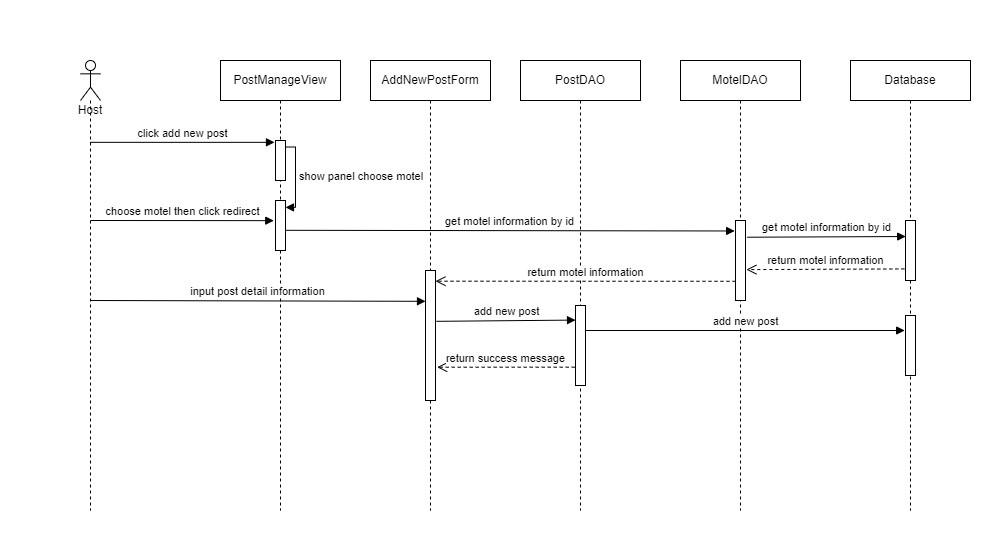 PostManageView
AddNewPostForm
PostDAO
MotelDAO
Database
Host
click add new post
show panel choose motel
choose motel then click redirect
get motel information by id
get motel information by id
return motel information
return motel information
input post detail information
add new post
add new post
return success message